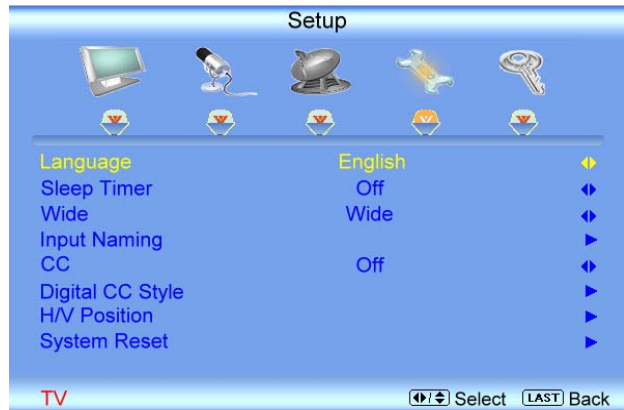 Setup
Language English
Sleep Timer Off
Wide Wide
Input Naming
CC Off
Digital CC Style
H/V Position
System Reset
TV Select LAST Back